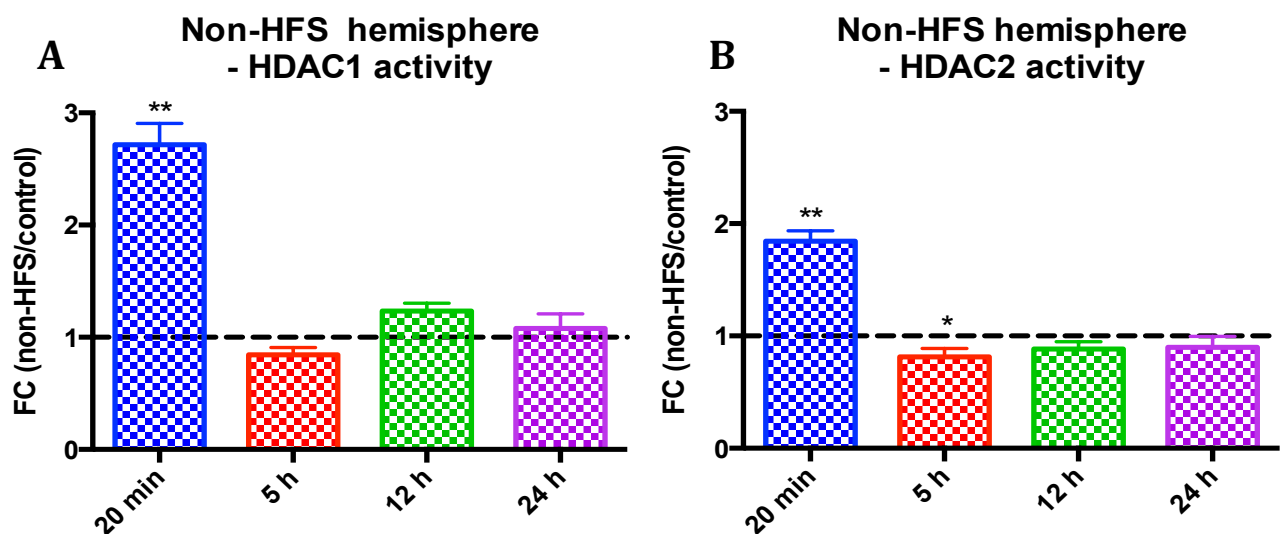 A
Non-HFS hemisphere
- HDAC1 activity
FC (non-HFS/control)
3
2
1
0
**
20 min
5 h
12 h
24 h
B
Non-HFS hemisphere
- HDAC2 activity
FC (non-HFS/control)
3
2
1
0
**
*
20 min
5 h
12 h
24 h